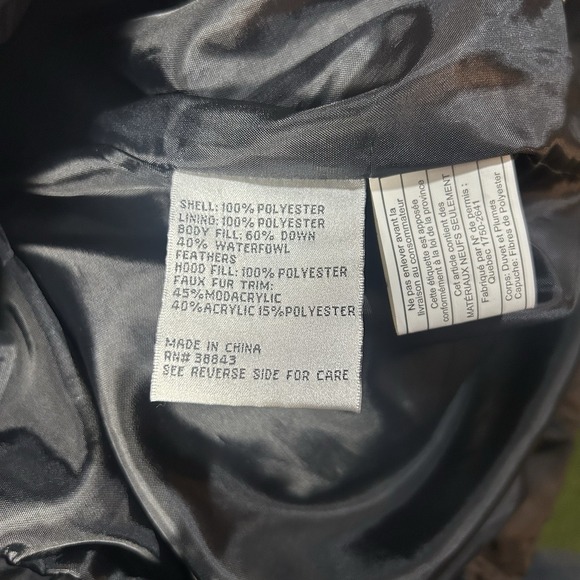 SHELL: 100% POLYESTER
LINING: 100% POLYESTER
BODY FILL: 60% DOWN
40% WATERFOWL
FEATHERS
HOOD FILL: 100% POLYESTER
FAUX FUR TRIM:
45%MODACRYLIC
40%ACRYLIC 15%POLYESTER
MADE IN CHINA
RN# 38843
SEE REVERSE SIDE FOR CARE
Ne pas enlever avant la
livraison au consommateur
Cette étiquette est apposée
conformément à la loi de la province
Cet article contient des
MATÉRIAUX NEUFS SEULEMENT
Fabriqué par N° de permis :
Québec 1750-2641
Corps: Duvet et Plumes
Capuche: Fibres de Polyester